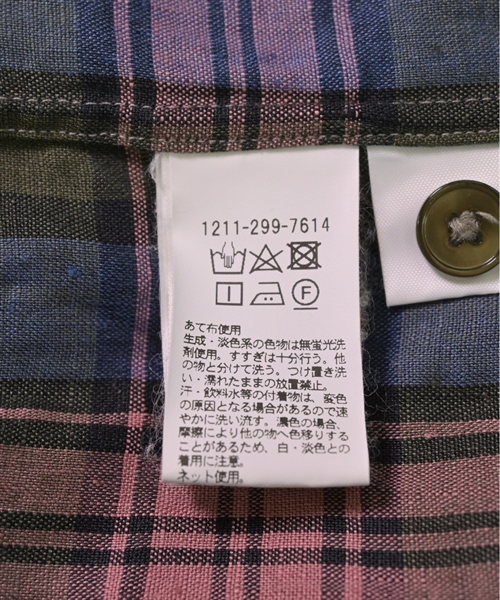 1211-299-7614
F
あて布使用
生成・淡色系の色物は無蛍光洗
剤使用。すすぎは十分行う。他
の物と分けて洗う。つけ置き洗
い・濡れたままの放置禁止。
汗・飲料水等の付着物は、変色
の原因となる場合があるので速
やかに洗い流す。濃色の場合、
摩擦により他の物へ色移りする
ことがあるため、白・淡色との
着用に注意。
ネット使用。